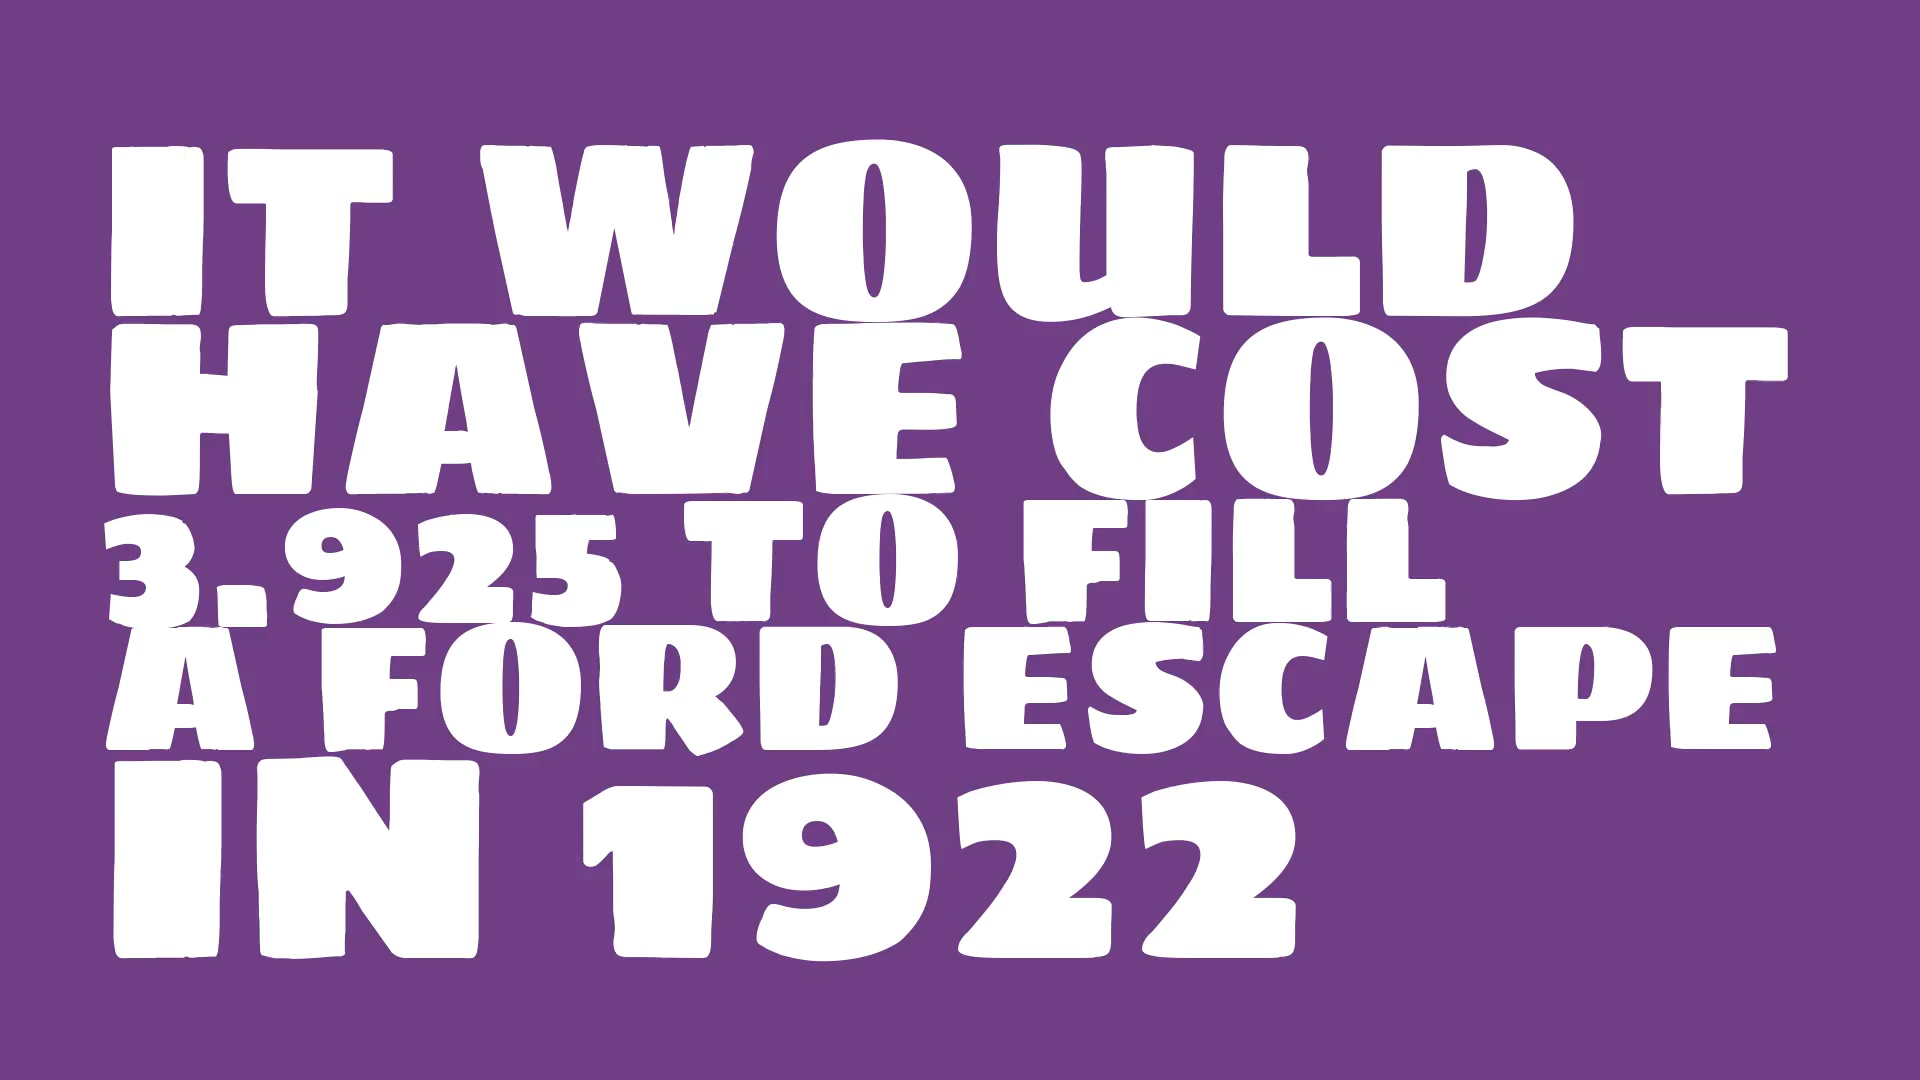 IT WOULD
HAVE COST
3.925 TO FILL
A FORD ESCAPE
IN 1922